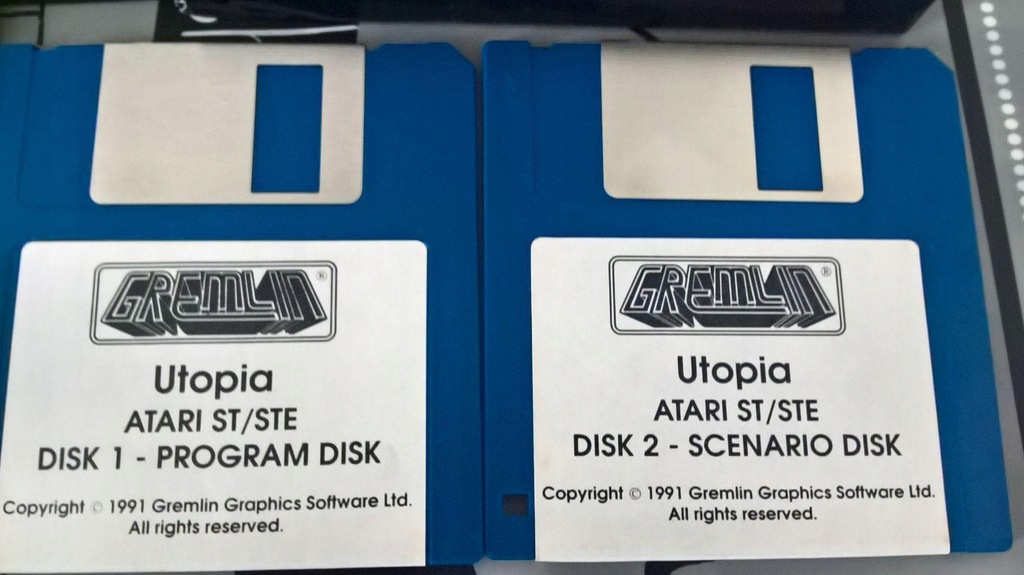 GREMLIN®
Utopia
ATARI ST/STE
DISK 1 - PROGRAM DISK
Copyright © 1991 Gremlin Graphics Software Ltd.
All rights reserved.
GREMLIN®
Utopia
ATARI ST/STE
DISK 2 - SCENARIO DISK
Copyright © 1991 Gremlin Graphics Software Ltd.
All rights reserved.